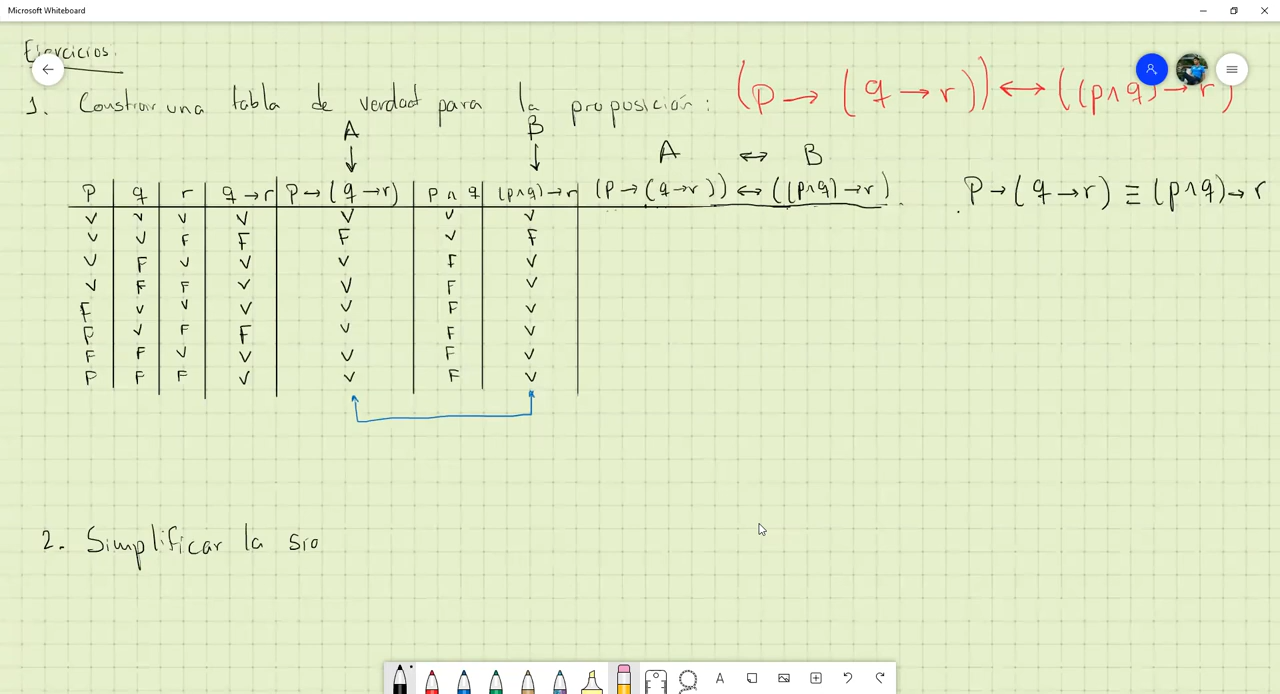 Microsoft Whiteboard
Ejercicios.
1. Construir una tabla de verdad para la proposición: (p → (q → r)) ↔ ((p ∧ q) → r)
A B
A ↔ B
p q r q → r p → (q → r) p ∧ q (p ∧ q) → r (p → (q → r)) ↔ ((p ∧ q) → r). p → (q → r) ≡ (p ∧ q) → r
V V V V V V V
V V F F F V F
V F V V V F V
V F F V V F V
F V V V V F V
F V F F V F V
F F V V V F V
F F F V V F V
2. Simplificar la sio
A